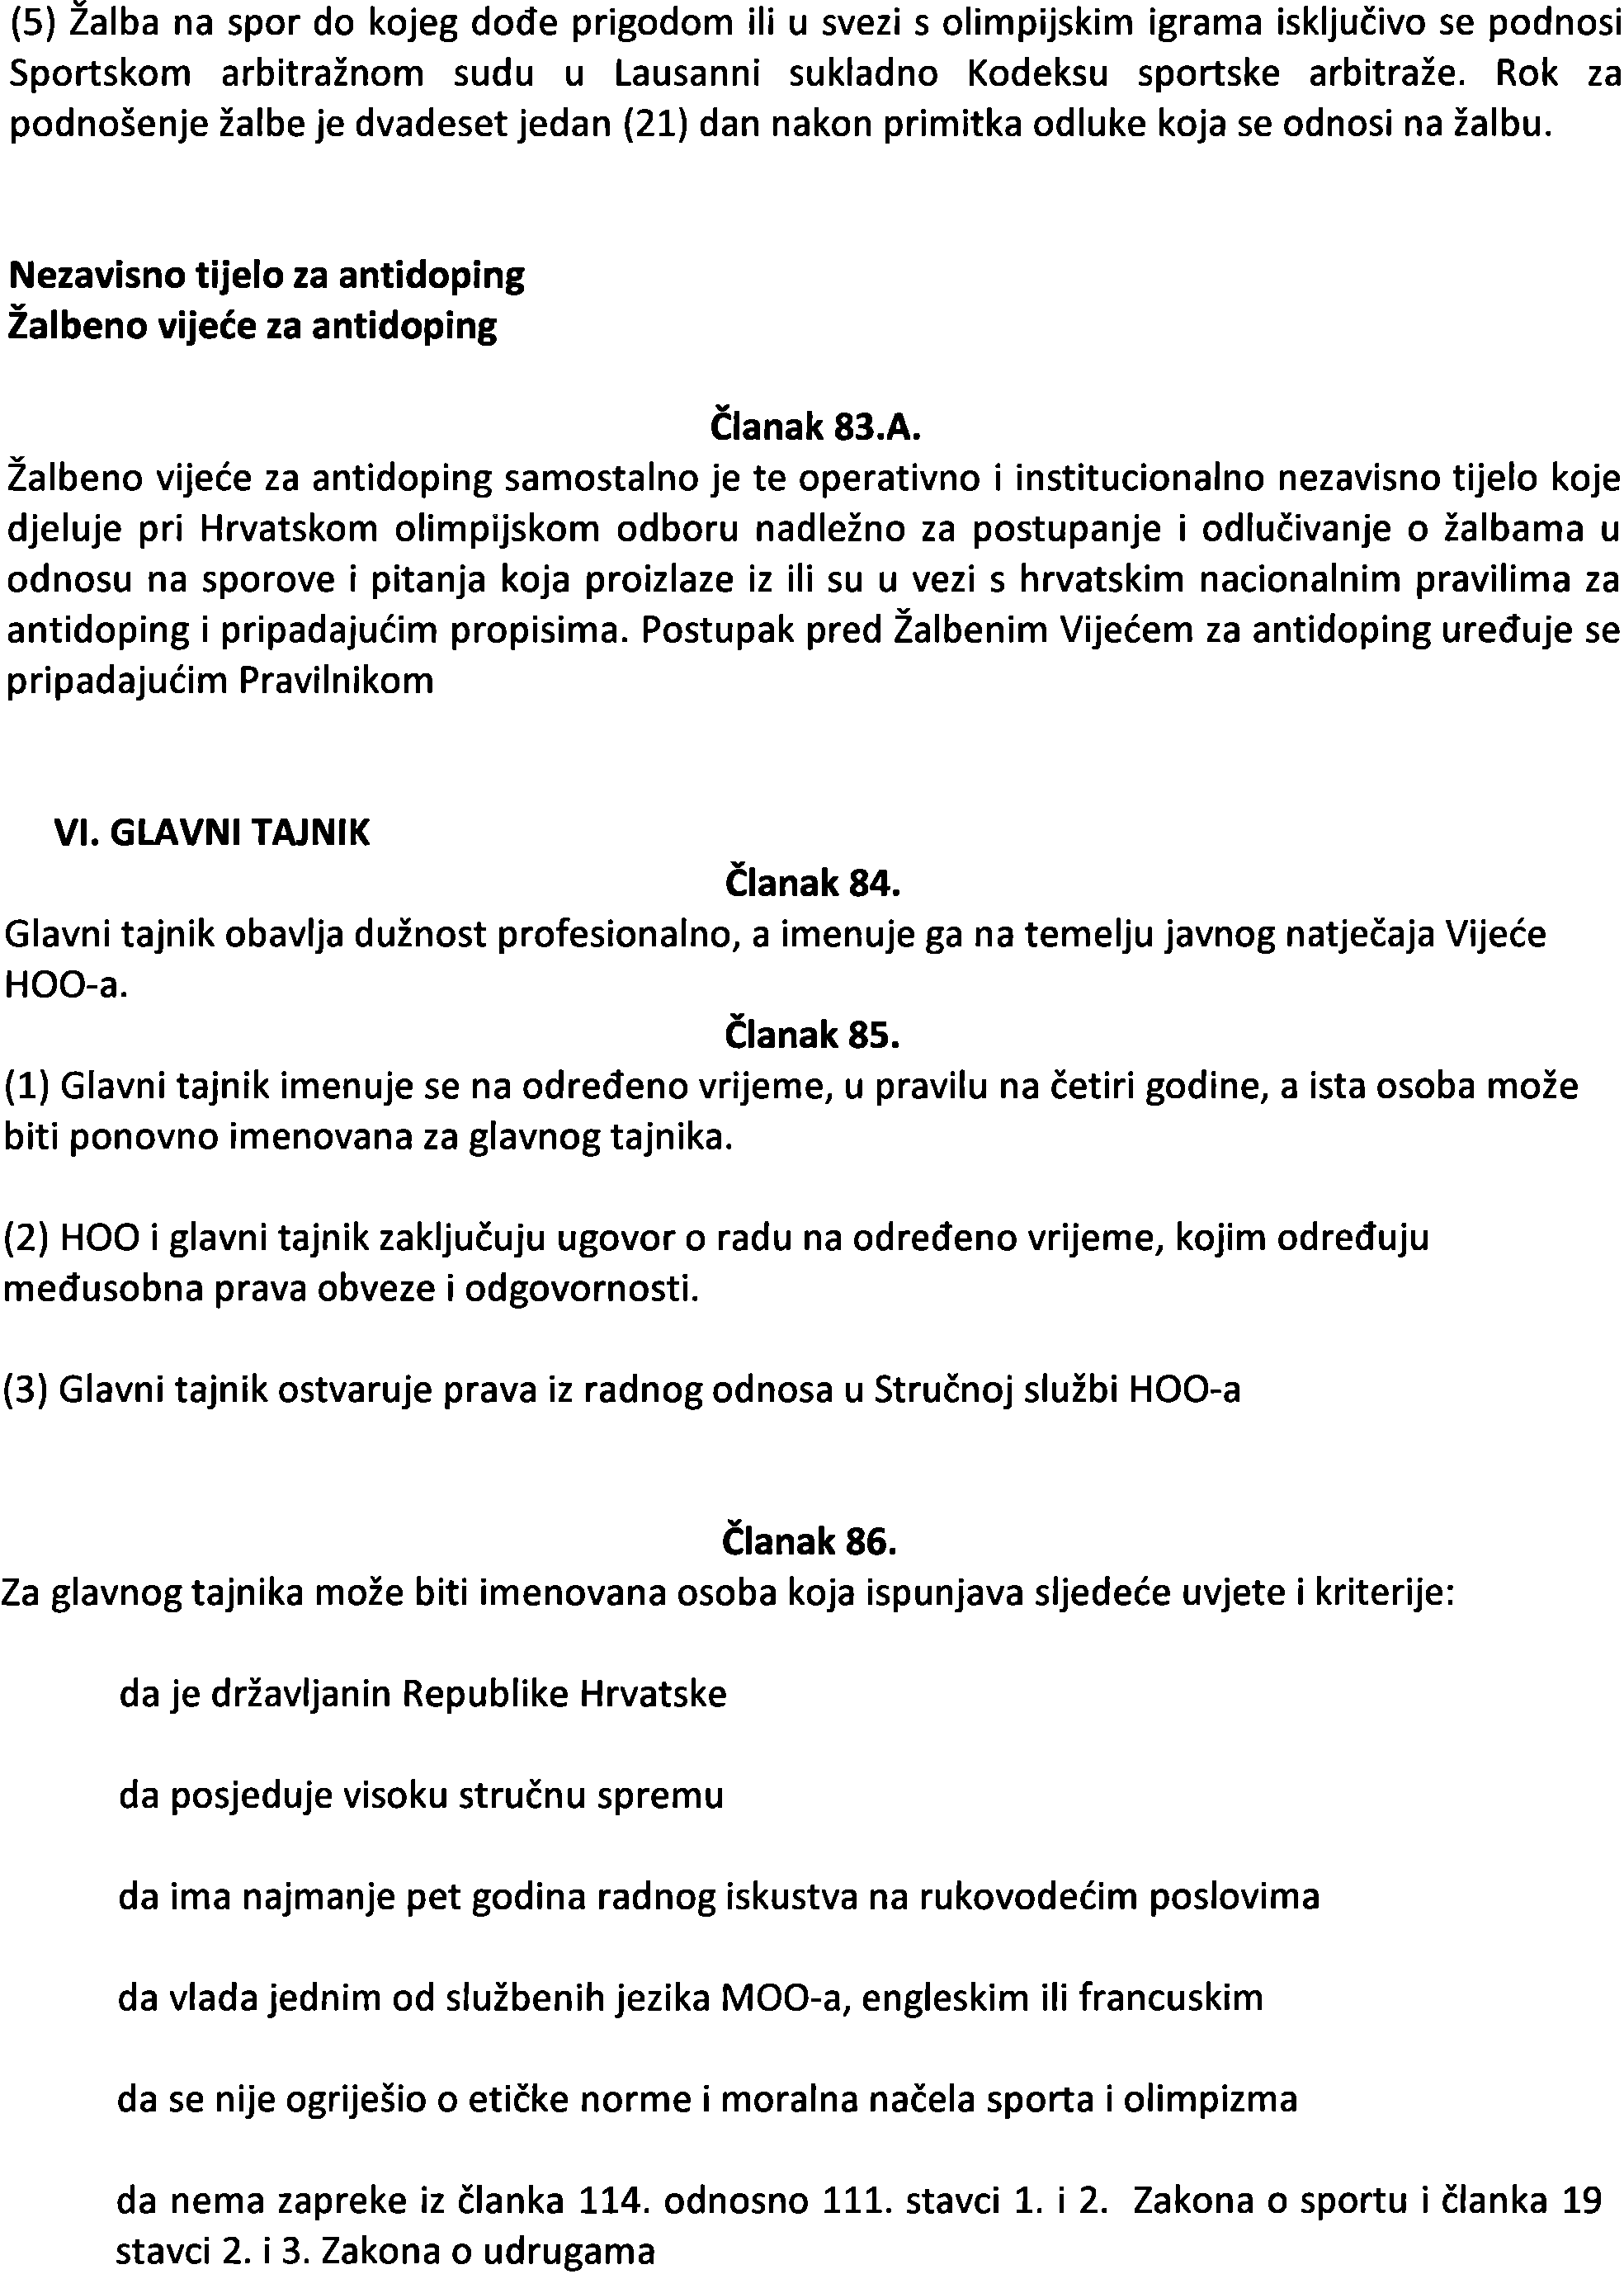 (5) Žalba na spor do kojeg dođe prigodom ili u svezi s olimpijskim igrama isključivo se podnosi
Sportskom arbitražnom sudu u Lausanni sukladno Kodeksu sportske arbitraže. Rok za
podnošenje žalbe je dvadeset jedan (21) dan nakon primitka odluke koja se odnosi na žalbu.
Nezavisno tijelo za antidoping
Žalbeno vijeće za antidoping
Članak 83.A.
Žalbeno vijeće za antidoping samostalno je te operativno i institucionalno nezavisno tijelo koje
djeluje pri Hrvatskom olimpijskom odboru nadležno za postupanje i odlučivanje o žalbama u
odnosu na sporove i pitanja koja proizlaze iz ili su u vezi s hrvatskim nacionalnim pravilima za
antidoping i pripadajućim propisima. Postupak pred Žalbenim Vijećem za antidoping uređuje se
pripadajućim Pravilnikom
VI. GLAVNI TAJNIK
Članak 84.
Glavni tajnik obavlja dužnost profesionalno, a imenuje ga na temelju javnog natječaja Vijeće
HOO-a.
Članak 85.
(1) Glavni tajnik imenuje se na određeno vrijeme, u pravilu na četiri godine, a ista osoba može
biti ponovno imenovana za glavnog tajnika.
(2) HOO i glavni tajnik zaključuju ugovor o radu na određeno vrijeme, kojim određuju
međusobna prava obveze i odgovornosti.
(3) Glavni tajnik ostvaruje prava iz radnog odnosa u Stručnoj službi HOO-a
Članak 86.
Za glavnog tajnika može biti imenovana osoba koja ispunjava sljedeće uvjete i kriterije:
da je državljanin Republike Hrvatske
da posjeduje visoku stručnu spremu
da ima najmanje pet godina radnog iskustva na rukovodećim poslovima
da vlada jednim od službenih jezika MOO-a, engleskim ili francuskim
da se nije ogriješio o etičke norme i moralna načela sporta i olimpizma
da nema zapreke iz članka 114. odnosno 111. stavci 1. i 2. Zakona o sportu i članka 19
stavci 2. i 3. Zakona o udrugama